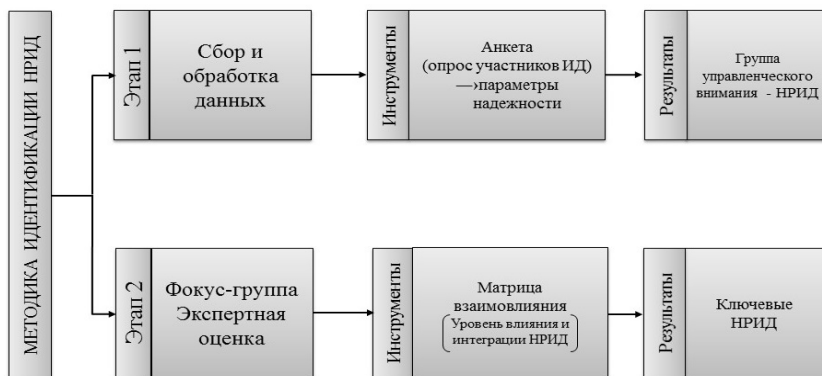 МЕТОДИКА ИДЕНТИФИКАЦИИ НРИД
Этап 1
Сбор и
обработка
данных
Инструменты
Анкета
(опрос участников ИД)
—›параметры
надежности
Результаты
Группа
управленческого
внимания - НРИД
Этап 2
Фокус-группа
Экспертная
оценка
Инструменты
Матрица
взаимовлияния
Уровень влияния и
интеграции НРИД
Результаты
Ключевые
НРИД